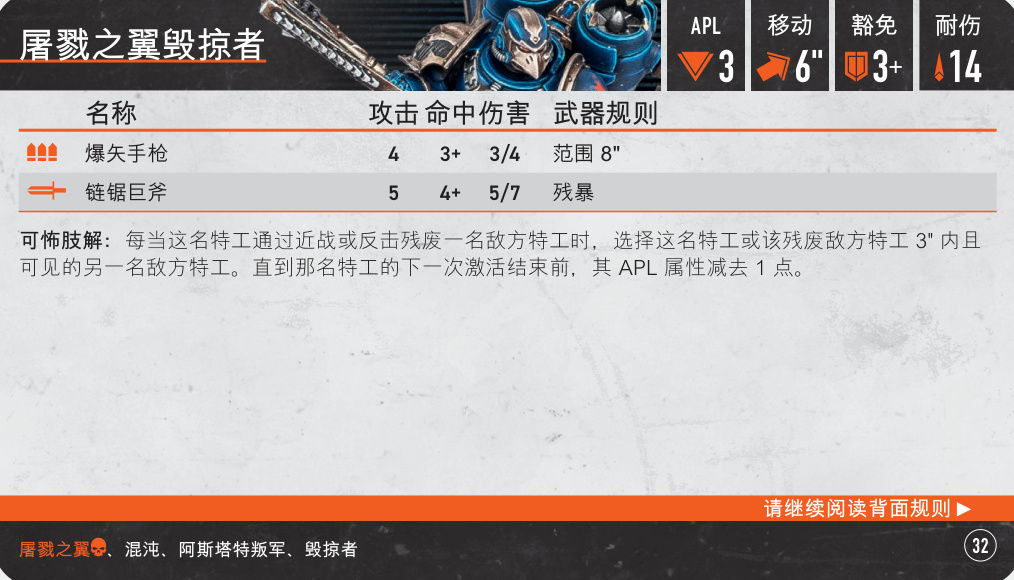 屠戮之翼毁掠者
APL 移动 豁免 耐伤
3 6" 3+ 14
名称 攻击 命中 伤害 武器规则
爆矢手枪 4 3+ 3/4 范围 8"
链锯巨斧 5 4+ 5/7 残暴
可怖肢解：每当这名特工通过近战或反击残废一名敌方特工时，选择这名特工或该残废敌方特工 3" 内且
可见的另一名敌方特工。直到那名特工的下一次激活结束前，其 APL 属性减去 1 点。
请继续阅读背面规则 ▶
屠戮之翼💀、混沌、阿斯塔特叛军、毁掠者
32